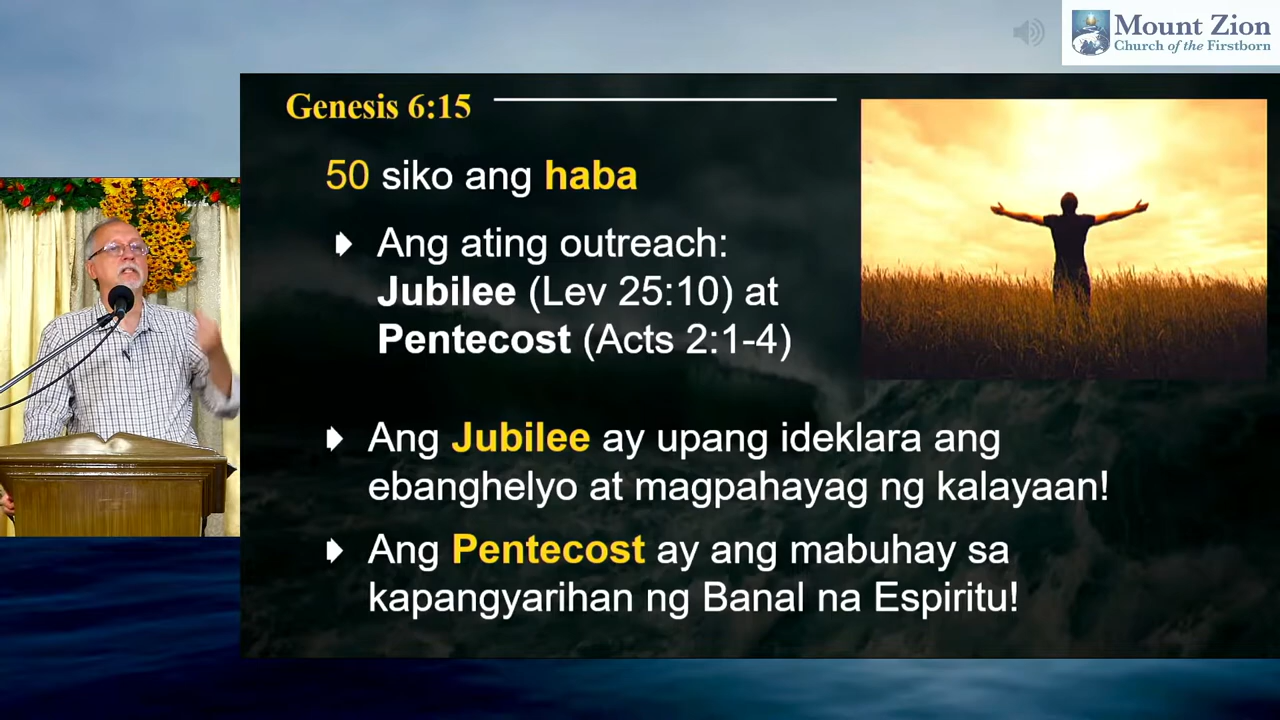 Mount Zion
Church of the Firstborn
Genesis 6:15
50 siko ang haba
Ang ating outreach:
Jubilee (Lev 25:10) at
Pentecost (Acts 2:1-4)
Ang Jubilee ay upang ideklara ang
ebanghelyo at magpahayag ng kalayaan!
Ang Pentecost ay ang mabuhay sa
kapangyarihan ng Banal na Espiritu!